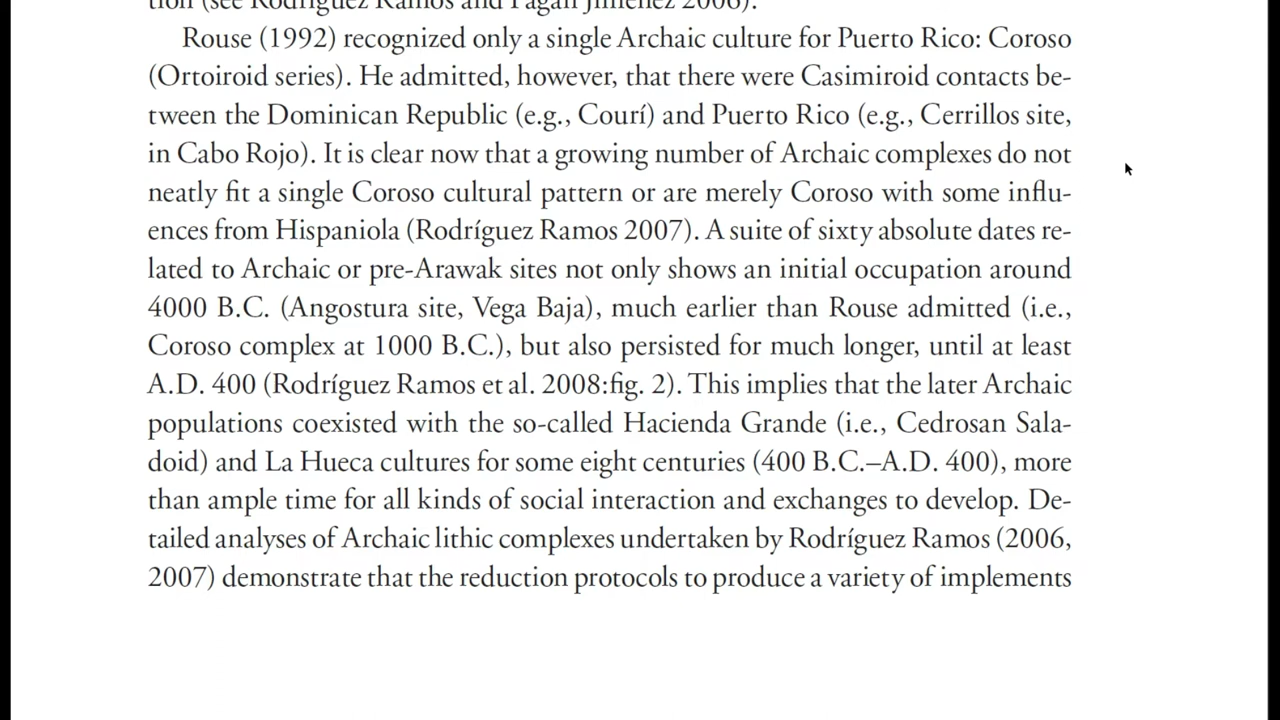 tion (see Rodríguez Ramos and Pagán Jiménez 2006).
Rouse (1992) recognized only a single Archaic culture for Puerto Rico: Coroso
(Ortoiroid series). He admitted, however, that there were Casimiroid contacts be-
tween the Dominican Republic (e.g., Courí) and Puerto Rico (e.g., Cerrillos site,
in Cabo Rojo). It is clear now that a growing number of Archaic complexes do not
neatly fit a single Coroso cultural pattern or are merely Coroso with some influ-
ences from Hispaniola (Rodríguez Ramos 2007). A suite of sixty absolute dates re-
lated to Archaic or pre-Arawak sites not only shows an initial occupation around
4000 B.C. (Angostura site, Vega Baja), much earlier than Rouse admitted (i.e.,
Coroso complex at 1000 B.C.), but also persisted for much longer, until at least
A.D. 400 (Rodríguez Ramos et al. 2008:fig. 2). This implies that the later Archaic
populations coexisted with the so-called Hacienda Grande (i.e., Cedrosan Sala-
doid) and La Hueca cultures for some eight centuries (400 B.C.–A.D. 400), more
than ample time for all kinds of social interaction and exchanges to develop. De-
tailed analyses of Archaic lithic complexes undertaken by Rodríguez Ramos (2006,
2007) demonstrate that the reduction protocols to produce a variety of implements